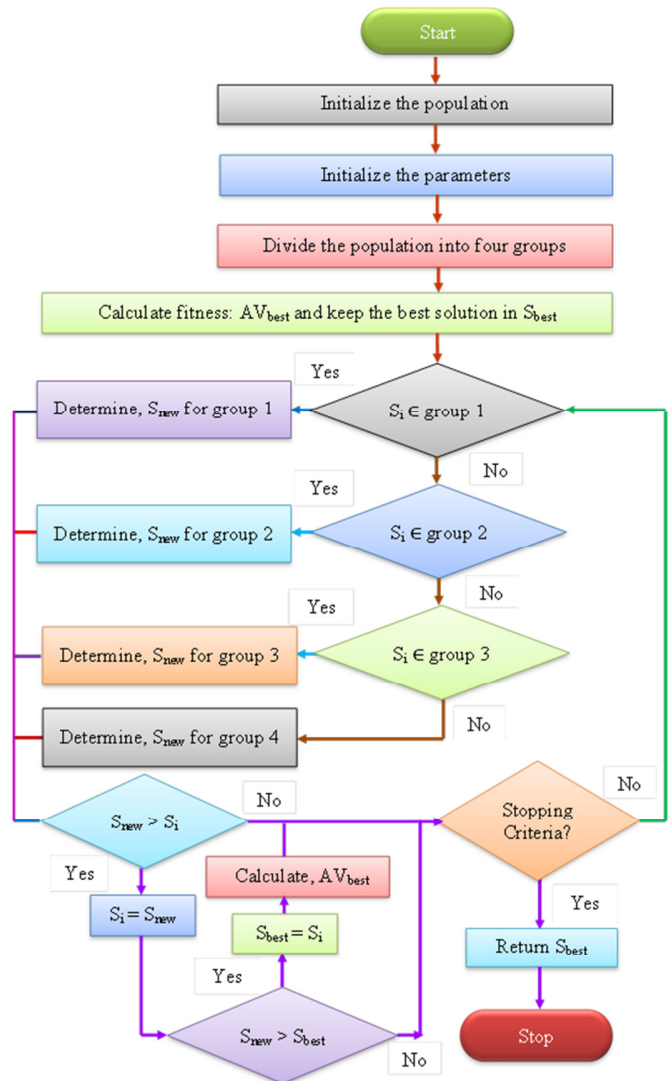 Start
Initialize the population
Initialize the parameters
Divide the population into four groups
Calculate fitness: AVbest and keep the best solution in Sbest
Yes
Determine, Snew for group 1
Si ∈ group 1
No
Yes
Determine, Snew for group 2
Si ∈ group 2
No
Yes
Determine, Snew for group 3
Si ∈ group 3
No
Determine, Snew for group 4
Snew > Si
No
Stopping
Criteria?
No
Yes
Calculate, AVbest
Yes
Si = Snew
Sbest = Si
Return Sbest
Yes
Snew > Sbest
No
Stop